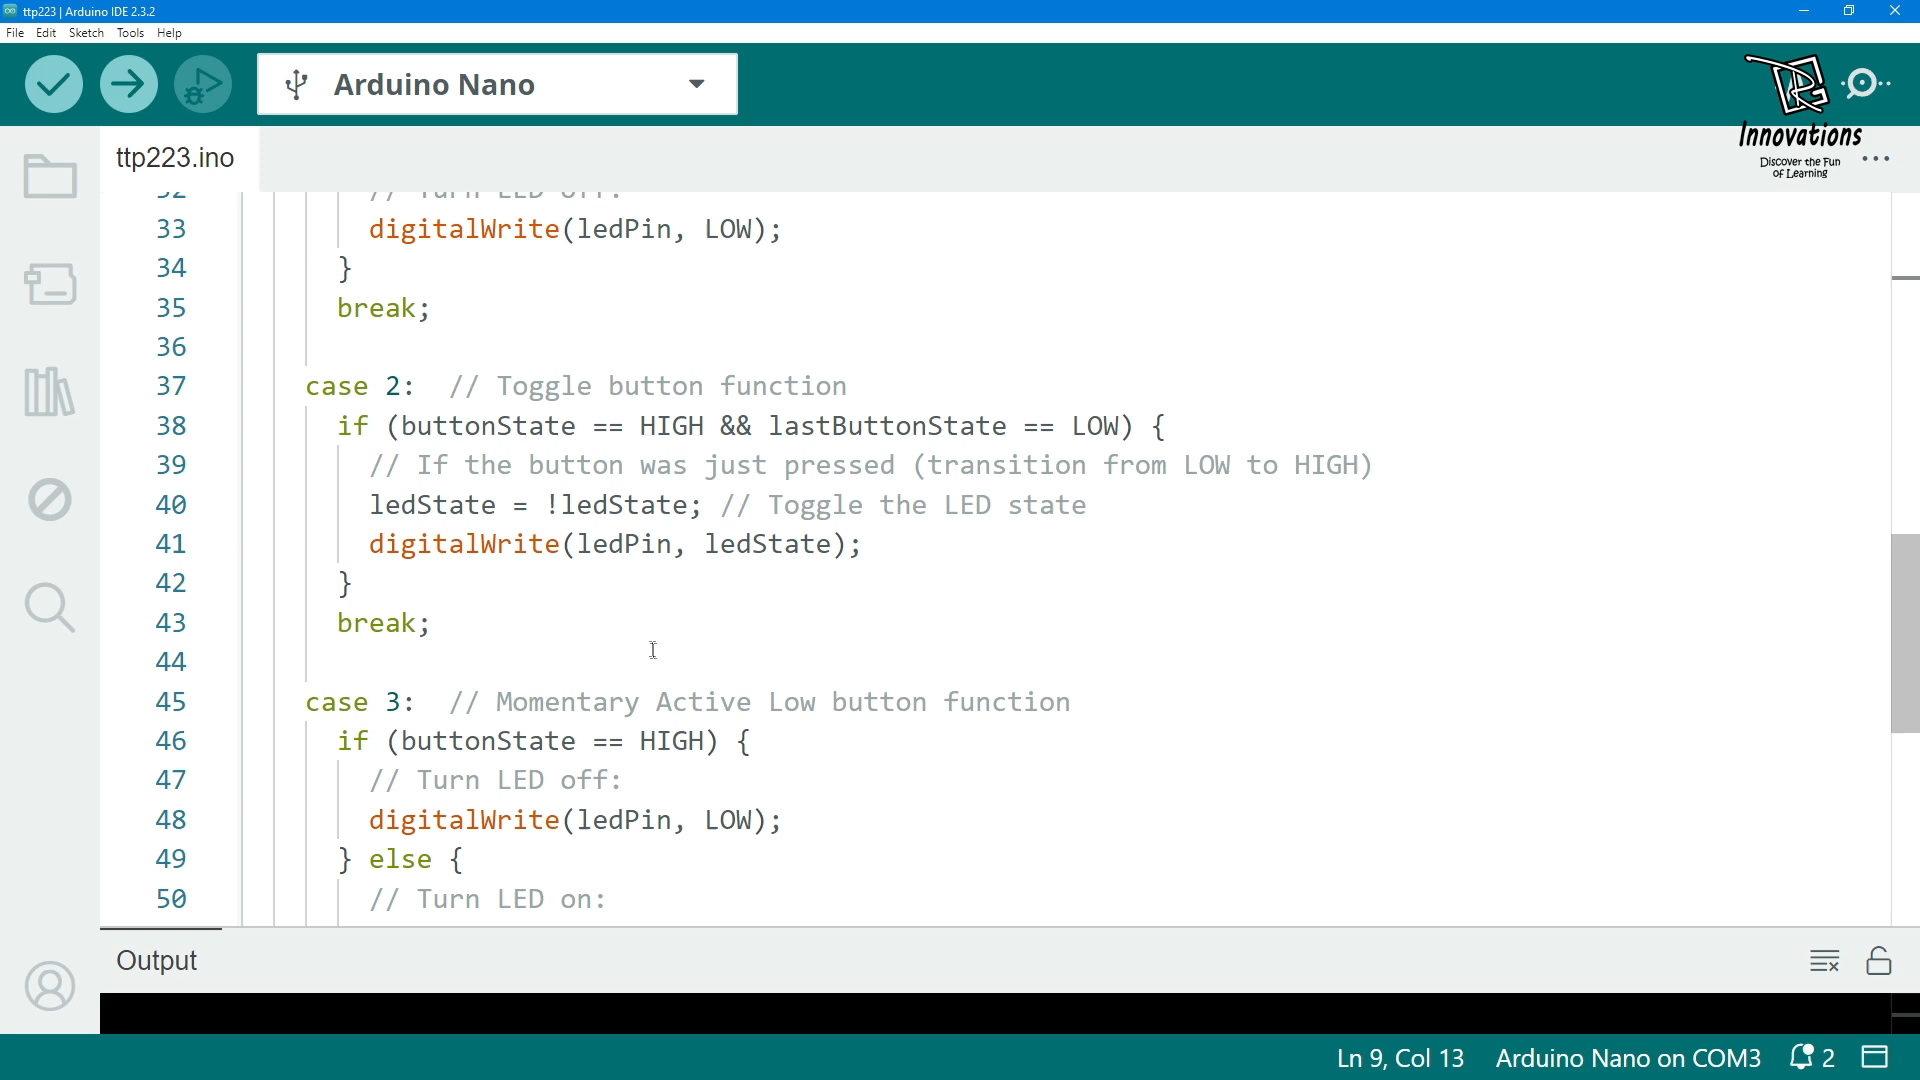 ttp223 | Arduino IDE 2.3.2
File Edit Sketch Tools Help
Arduino Nano
Innovations
Discover the Fun
of Learning
ttp223.ino
32 // Turn LED off:
33 digitalWrite(ledPin, LOW);
34 }
35 break;
36
37 case 2: // Toggle button function
38 if (buttonState == HIGH && lastButtonState == LOW) {
39 // If the button was just pressed (transition from LOW to HIGH)
40 ledState = !ledState; // Toggle the LED state
41 digitalWrite(ledPin, ledState);
42 }
43 break;
44
45 case 3: // Momentary Active Low button function
46 if (buttonState == HIGH) {
47 // Turn LED off:
48 digitalWrite(ledPin, LOW);
49 } else {
50 // Turn LED on:
Output
Ln 9, Col 13 Arduino Nano on COM3 2